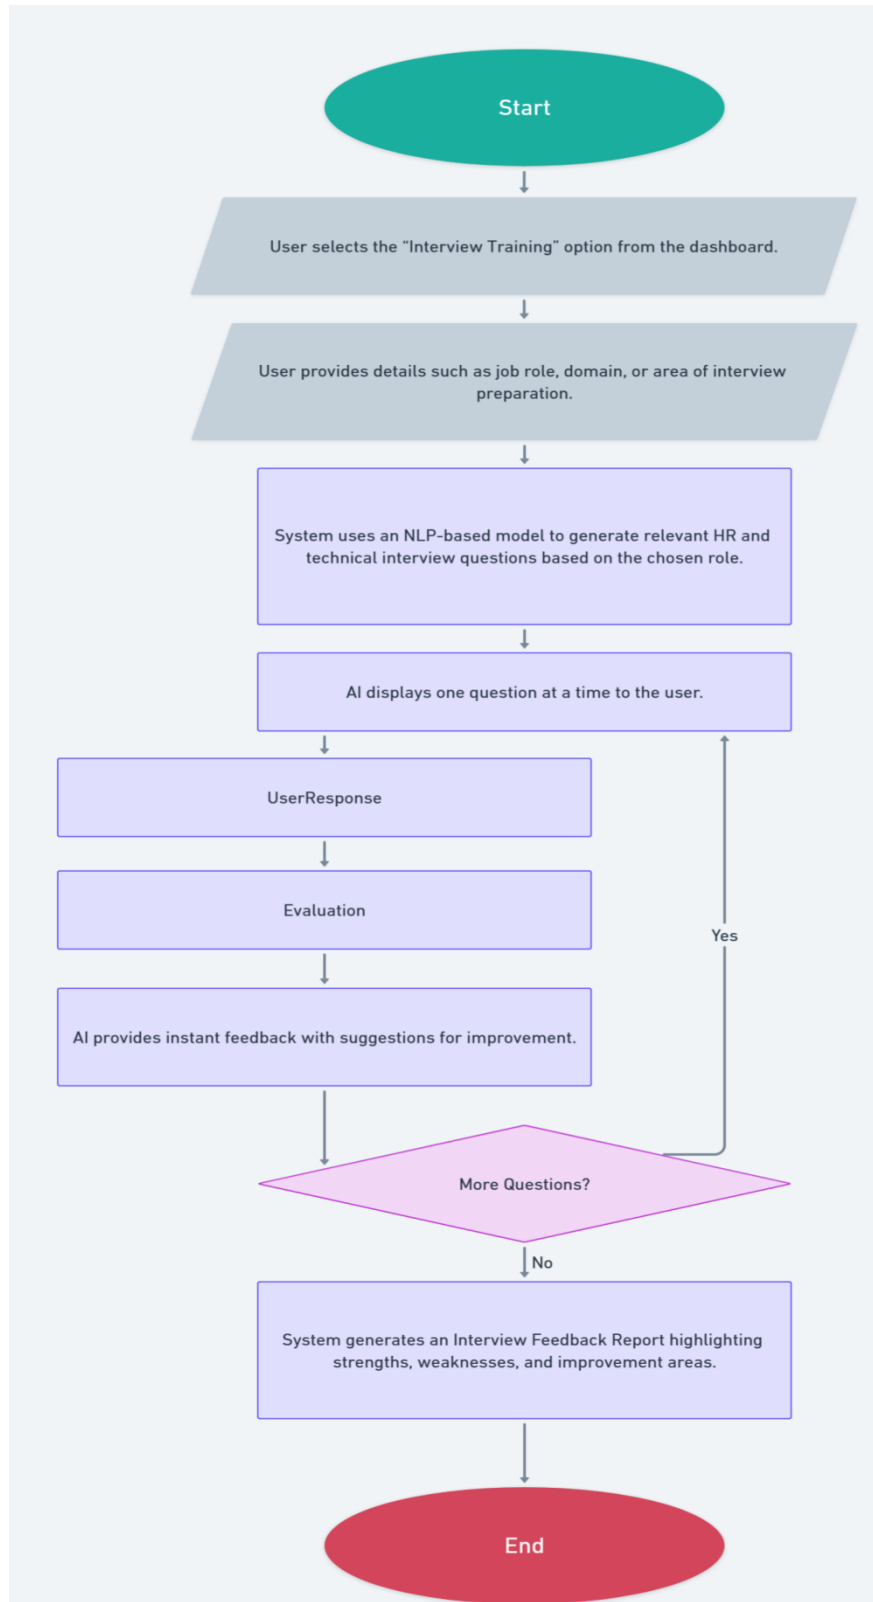 Start
User selects the “Interview Training” option from the dashboard.
User provides details such as job role, domain, or area of interview
preparation.
System uses an NLP-based model to generate relevant HR and
technical interview questions based on the chosen role.
AI displays one question at a time to the user.
UserResponse
Evaluation
Yes
AI provides instant feedback with suggestions for improvement.
More Questions?
No
System generates an Interview Feedback Report highlighting
strengths, weaknesses, and improvement areas.
End